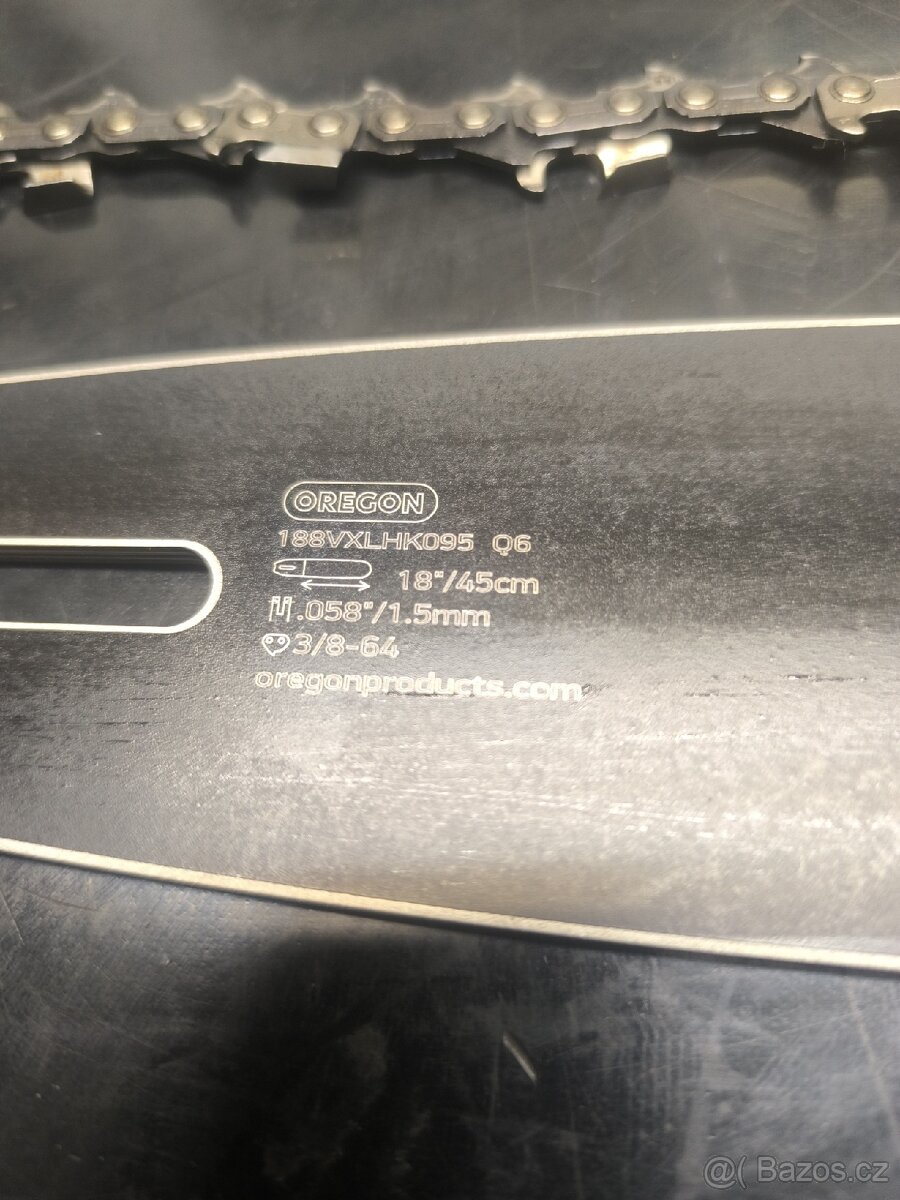 OREGON
188VXLHK095 Q6
18"/45cm
.058"/1.5mm
3/8-64
oregonproducts.com
@( Bazos.cz